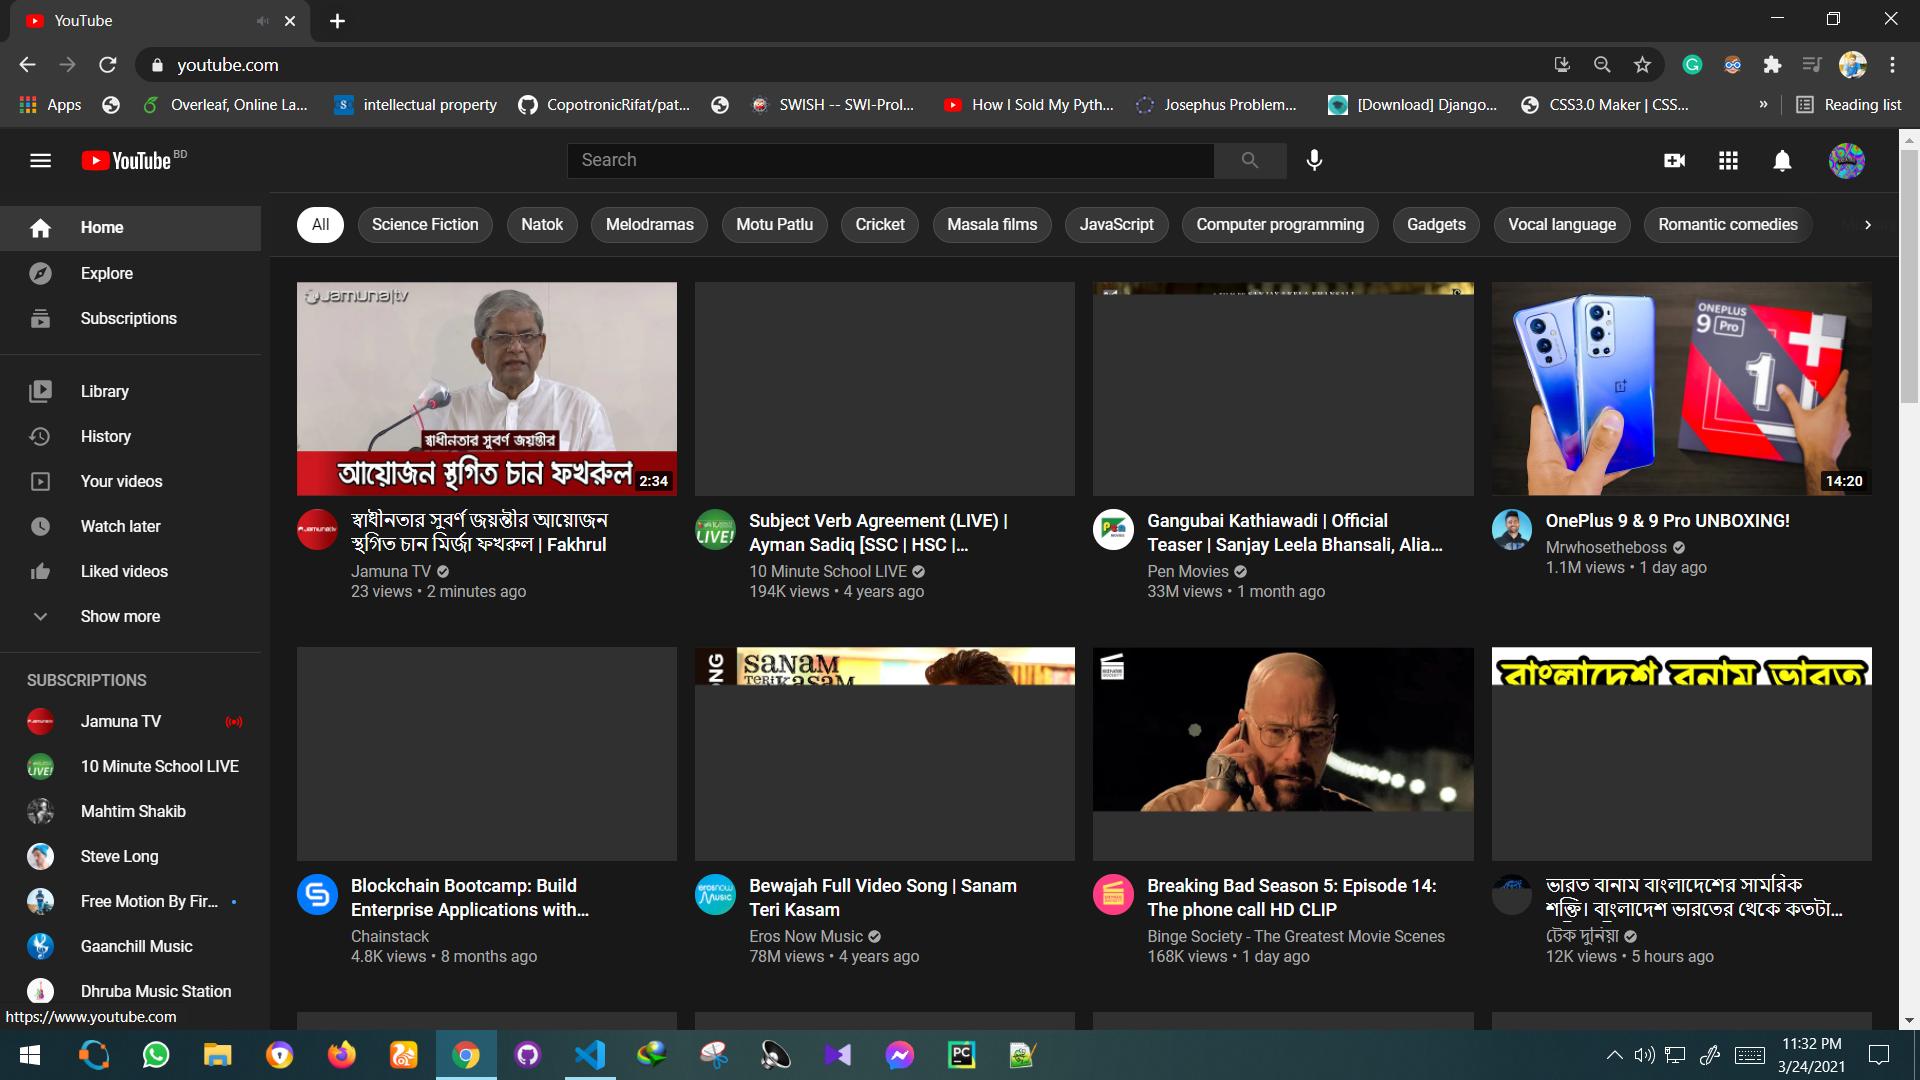 YouTube
youtube.com
Apps
Overleaf, Online La...
intellectual property
CopotronicRifat/pat...
SWISH -- SWI-Prol...
How I Sold My Pyth...
Josephus Problem...
[Download] Django...
CSS3.0 Maker | CSS...
»
Reading list
YouTube BD
Search
Home
Explore
Subscriptions
Library
History
Your videos
Watch later
Liked videos
Show more
SUBSCRIPTIONS
Jamuna TV
10 Minute School LIVE
Mahtim Shakib
Steve Long
Free Motion By Fir...
Gaanchill Music
Dhruba Music Station
https://www.youtube.com
All
Science Fiction
Natok
Melodramas
Motu Patlu
Cricket
Masala films
JavaScript
Computer programming
Gadgets
Vocal language
Romantic comedies
Jamuna|tv
স্বাধীনতার সুবর্ণ জয়ন্তীর
আয়োজন স্থগিত চান ফখরুল
2:34
স্বাধীনতার সুবর্ণ জয়ন্তীর আয়োজন
স্থগিত চান মির্জা ফখরুল | Fakhrul
Jamuna TV
23 views • 2 minutes ago
LIVE!
Subject Verb Agreement (LIVE) |
Ayman Sadiq [SSC | HSC |...
10 Minute School LIVE
194K views • 4 years ago
Gangubai Kathiawadi | Official
Teaser | Sanjay Leela Bhansali, Alia...
Pen Movies
33M views • 1 month ago
ONEPLUS
9 Pro
1+
14:20
OnePlus 9 & 9 Pro UNBOXING!
Mrwhosetheboss
1.1M views • 1 day ago
Blockchain Bootcamp: Build
Enterprise Applications with...
Chainstack
4.8K views • 8 months ago
SANAM
TERI KASAM
erosnow
MUSIC
Bewajah Full Video Song | Sanam
Teri Kasam
Eros Now Music
78M views • 4 years ago
Breaking Bad Season 5: Episode 14:
The phone call HD CLIP
Binge Society - The Greatest Movie Scenes
168K views • 1 day ago
বাংলাদেশ বনাম ভারত
ভারত বানাম বাংলাদেশের সামরিক
শক্তি। বাংলাদেশ ভারতের থেকে কতটা...
টেক দুনিয়া
12K views • 5 hours ago
PC
11:32 PM
3/24/2021